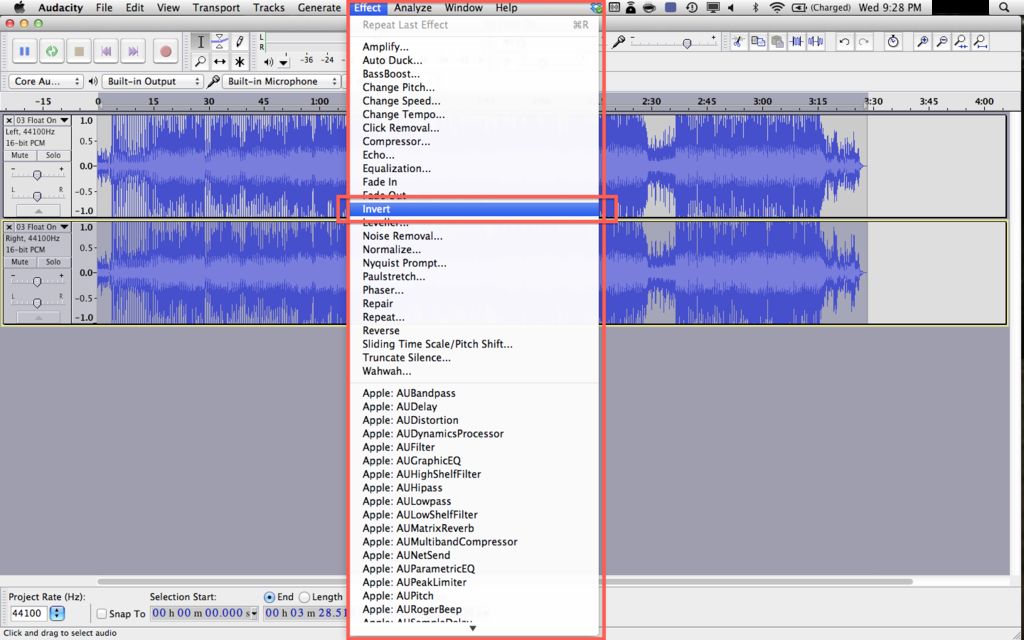 Audacity File Edit View Transport Tracks Generate Effect Analyze Window Help (Charged) Wed 9:28 PM
Repeat Last Effect ⌘R
L
R
-36 -24
Core Au... Built-in Output Built-in Microphone
-15 0 15 30 45 1:00 2:30 2:45 3:00 3:15 3:30 3:45 4:00
Amplify...
Auto Duck...
BassBoost...
Change Pitch...
Change Speed...
Change Tempo...
Click Removal...
Compressor...
Echo...
Equalization...
Fade In
Fade Out
Invert
Leveller...
Noise Removal...
Normalize...
Nyquist Prompt...
Paulstretch...
Phaser...
Repair
Repeat...
Reverse
Sliding Time Scale/Pitch Shift...
Truncate Silence...
Wahwah...
Apple: AUBandpass
Apple: AUDelay
Apple: AUDistortion
Apple: AUDynamicsProcessor
Apple: AUFilter
Apple: AUGraphicEQ
Apple: AUHighShelfFilter
Apple: AUHipass
Apple: AULowpass
Apple: AULowShelfFilter
Apple: AUMatrixReverb
Apple: AUMultibandCompressor
Apple: AUNetSend
Apple: AUParametricEQ
Apple: AUPeakLimiter
Apple: AUPitch
Apple: AURogerBeep
Apple: AUSampleDelay
03 Float On 1.0
Left, 44100Hz
16-bit PCM 0.5
Mute Solo
- + 0.0
L R -0.5
-1.0
03 Float On 1.0
Right, 44100Hz
16-bit PCM 0.5
Mute Solo
- + 0.0
L R -0.5
-1.0
Project Rate (Hz): Selection Start: End Length
44100 Snap To 00 h 00 m 00.000 s 00 h 03 m 28.51
Click and drag to select audio